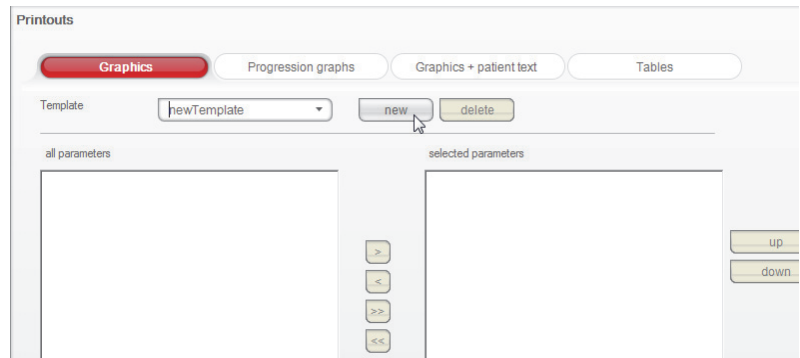 Printouts
Graphics Progression graphs Graphics + patient text Tables
Template newTemplate new delete
all parameters selected parameters
>
<
>>
<<
up
down